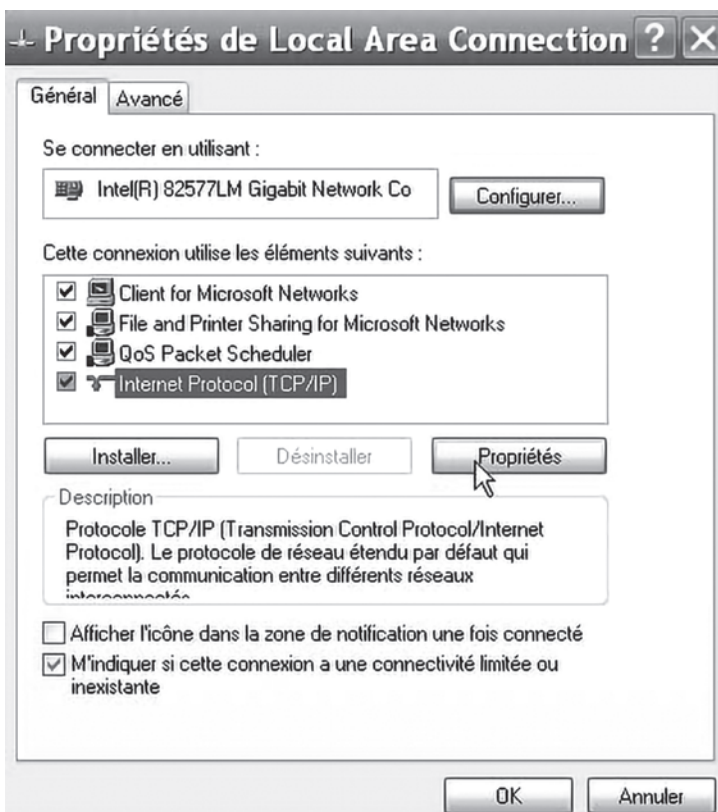 Propriétés de Local Area Connection
Général Avancé
Se connecter en utilisant :
Intel(R) 82577LM Gigabit Network Co Configurer...
Cette connexion utilise les éléments suivants :
Client for Microsoft Networks
File and Printer Sharing for Microsoft Networks
QoS Packet Scheduler
Internet Protocol (TCP/IP)
Installer... Désinstaller Propriétés
Description
Protocole TCP/IP (Transmission Control Protocol/Internet
Protocol). Le protocole de réseau étendu par défaut qui
permet la communication entre différents réseaux
interconnectés
Afficher l'icône dans la zone de notification une fois connecté
M'indiquer si cette connexion a une connectivité limitée ou
inexistante
OK Annuler